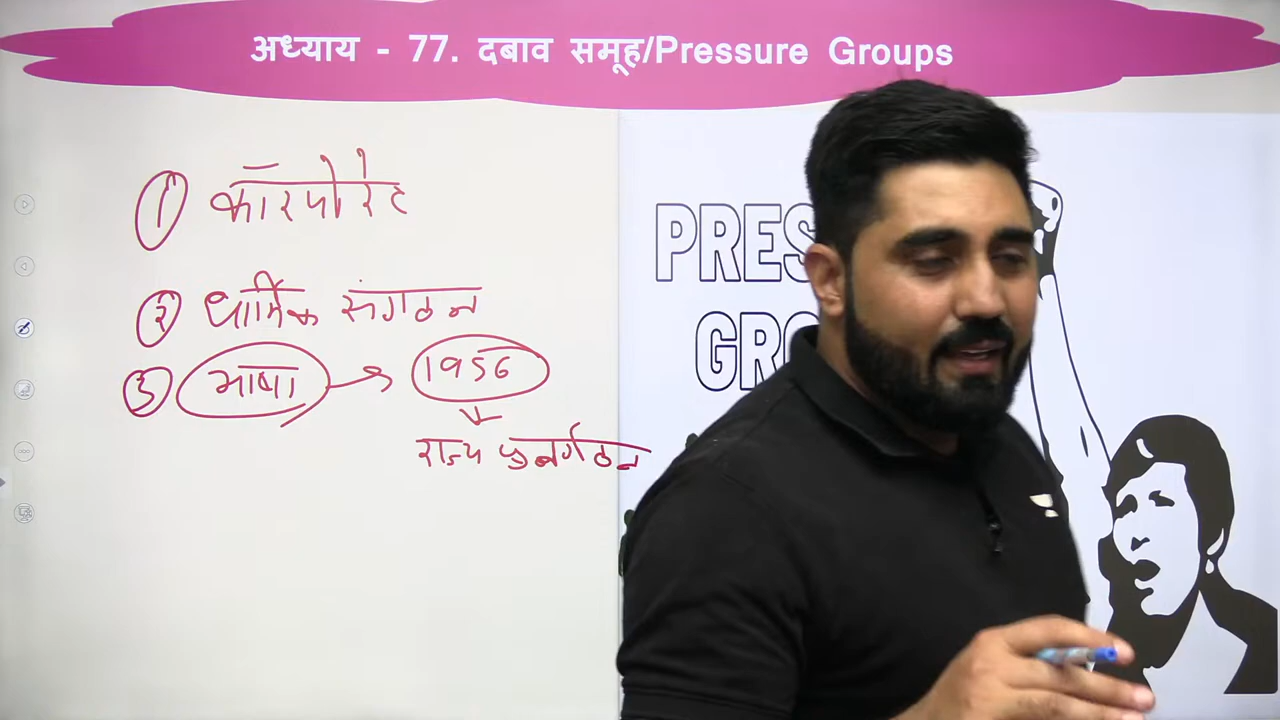 अध्याय - 77. दबाव समूह/Pressure Groups
① कॉरपोरेट
② धार्मिक संगठन
③ भाषा → 1956
राज्य पुनर्गठन
PRES
GRO